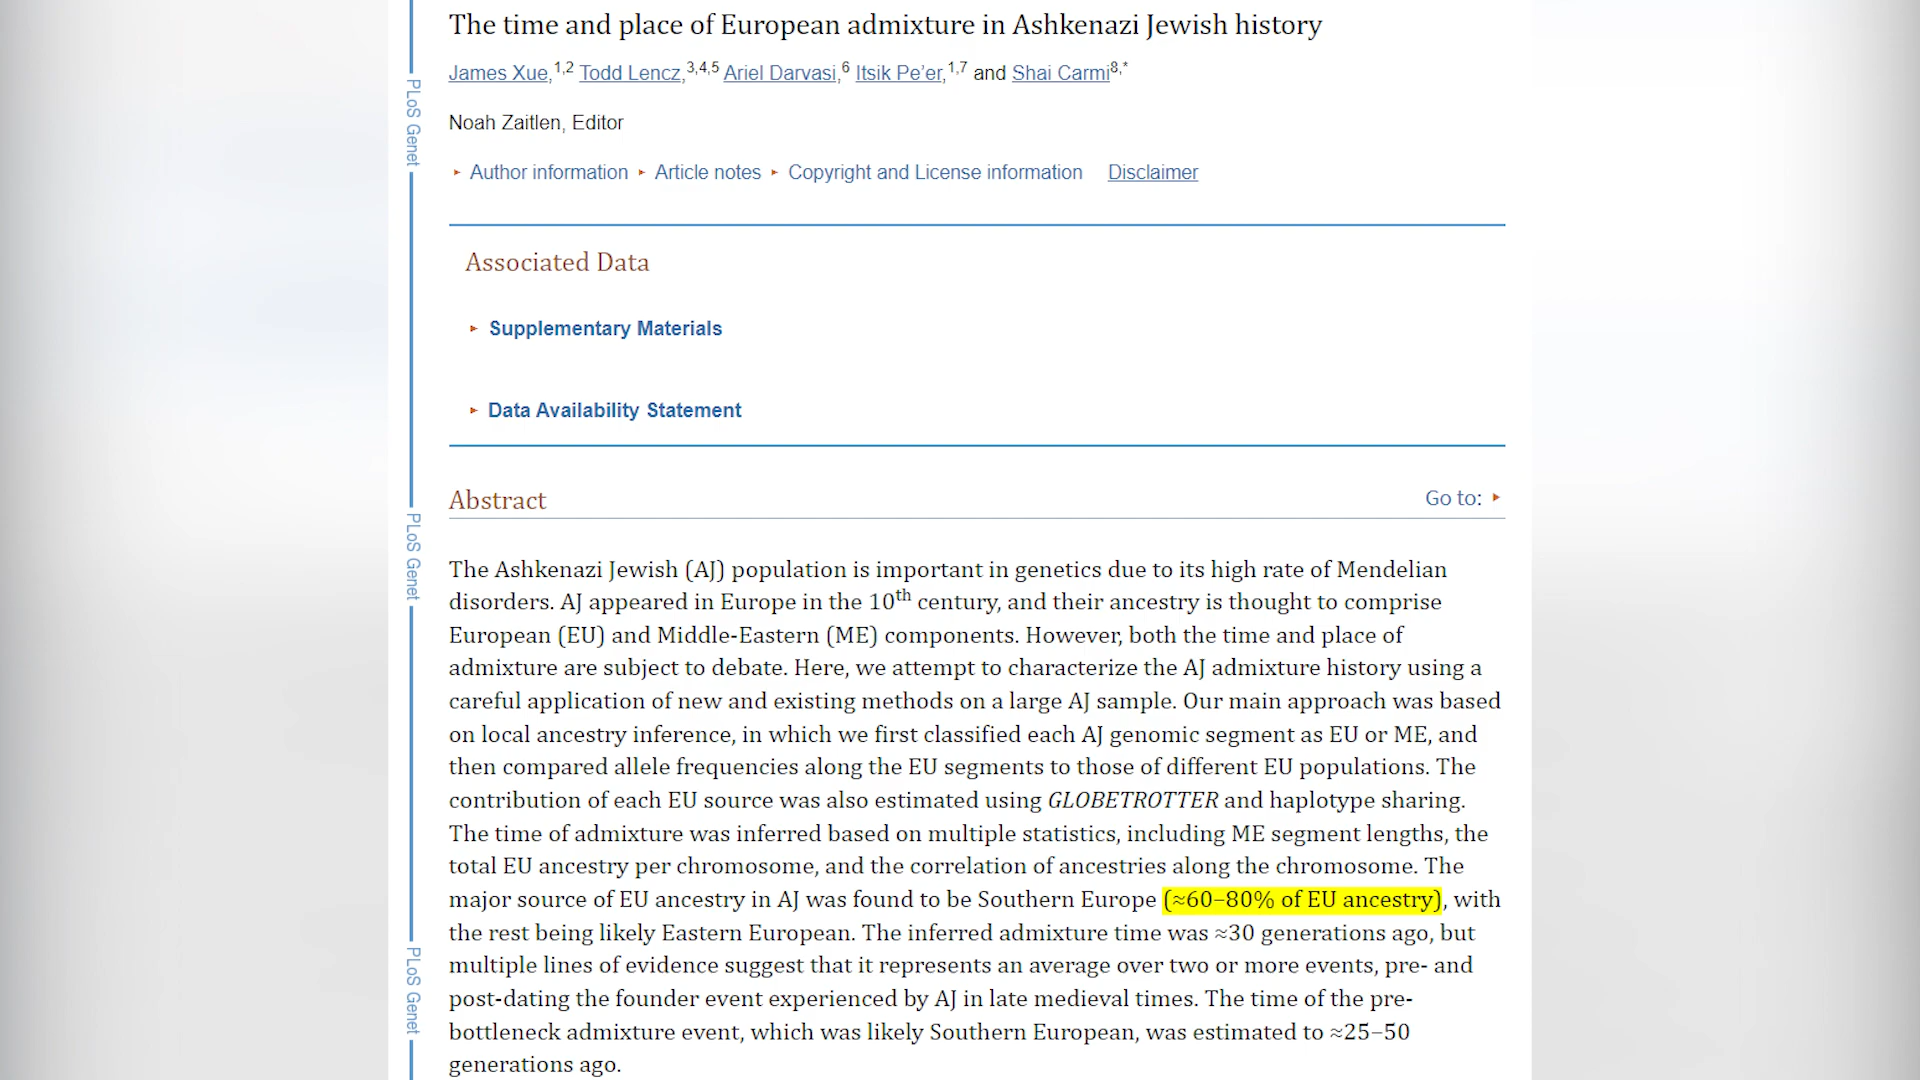 The time and place of European admixture in Ashkenazi Jewish history
James Xue,1,2 Todd Lencz,3,4,5 Ariel Darvasi,6 Itsik Pe'er,1,7 and Shai Carmi8,*
Noah Zaitlen, Editor
▸ Author information ▸ Article notes ▸ Copyright and License information Disclaimer
Associated Data
▸ Supplementary Materials
▸ Data Availability Statement
Abstract
Go to: ▸
The Ashkenazi Jewish (AJ) population is important in genetics due to its high rate of Mendelian
disorders. AJ appeared in Europe in the 10th century, and their ancestry is thought to comprise
European (EU) and Middle-Eastern (ME) components. However, both the time and place of
admixture are subject to debate. Here, we attempt to characterize the AJ admixture history using a
careful application of new and existing methods on a large AJ sample. Our main approach was based
on local ancestry inference, in which we first classified each AJ genomic segment as EU or ME, and
then compared allele frequencies along the EU segments to those of different EU populations. The
contribution of each EU source was also estimated using GLOBETROTTER and haplotype sharing.
The time of admixture was inferred based on multiple statistics, including ME segment lengths, the
total EU ancestry per chromosome, and the correlation of ancestries along the chromosome. The
major source of EU ancestry in AJ was found to be Southern Europe (≈60–80% of EU ancestry), with
the rest being likely Eastern European. The inferred admixture time was ≈30 generations ago, but
multiple lines of evidence suggest that it represents an average over two or more events, pre- and
post-dating the founder event experienced by AJ in late medieval times. The time of the pre-
bottleneck admixture event, which was likely Southern European, was estimated to ≈25–50
generations ago.
PLoS Genet
PLoS Genet
PLoS Genet